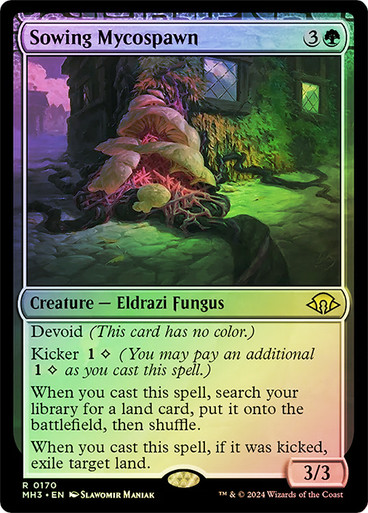 Sowing Mycospawn 3
Creature — Eldrazi Fungus
Devoid (This card has no color.)
Kicker 1 ◇ (You may pay an additional
1 ◇ as you cast this spell.)
When you cast this spell, search your
library for a land card, put it onto the
battlefield, then shuffle.
When you cast this spell, if it was kicked,
exile target land.
3/3
R 0170
MH3 • EN Slawomir Maniak ™ & © 2024 Wizards of the Coast